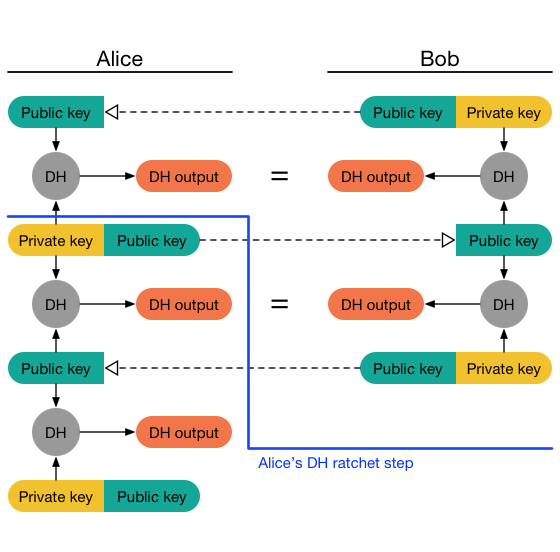 Alice
Bob
Public key
Public key Private key
DH
DH output
=
DH output
DH
Private key Public key
Public key
DH
DH output
=
DH output
DH
Public key
Public key Private key
DH
DH output
Alice’s DH ratchet step
Private key Public key